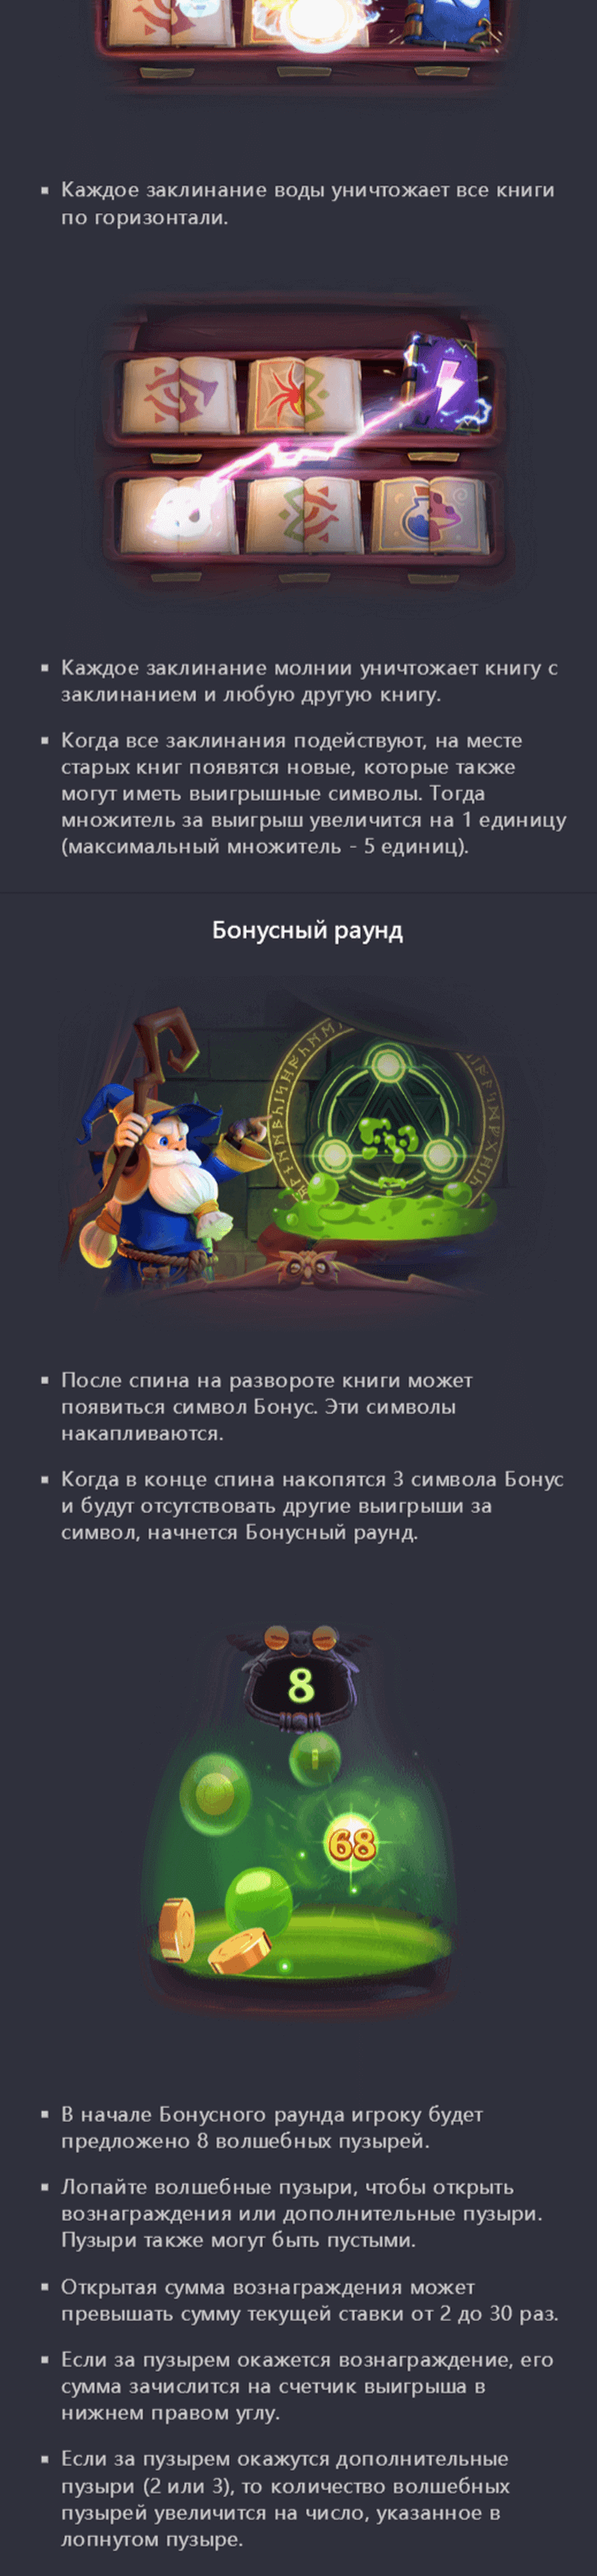 ▪ Каждое заклинание воды уничтожает все книги
по горизонтали.
▪ Каждое заклинание молнии уничтожает книгу с
заклинанием и любую другую книгу.
▪ Когда все заклинания подействуют, на месте
старых книг появятся новые, которые также
могут иметь выигрышные символы. Тогда
множитель за выигрыш увеличится на 1 единицу
(максимальный множитель - 5 единиц).
Бонусный раунд
▪ После спина на развороте книги может
появиться символ Бонус. Эти символы
накапливаются.
▪ Когда в конце спина накопятся 3 символа Бонус
и будут отсутствовать другие выигрыши за
символ, начнется Бонусный раунд.
8
68
▪ В начале Бонусного раунда игроку будет
предложено 8 волшебных пузырей.
▪ Лопайте волшебные пузыри, чтобы открыть
вознаграждения или дополнительные пузыри.
Пузыри также могут быть пустыми.
▪ Открытая сумма вознаграждения может
превышать сумму текущей ставки от 2 до 30 раз.
▪ Если за пузырем окажется вознаграждение, его
сумма зачислится на счетчик выигрыша в
нижнем правом углу.
▪ Если за пузырем окажутся дополнительные
пузыри (2 или 3), то количество волшебных
пузырей увеличится на число, указанное в
лопнутом пузыре.